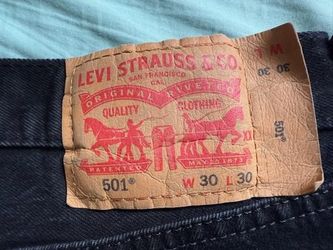 LEVI STRAUSS & CO.
SAN FRANCISCO
CAL.
ORIGINAL RIVETED
QUALITY CLOTHING
PATENTED MAY 20 1873
501® W 30 L 30
W L
30 30
501®